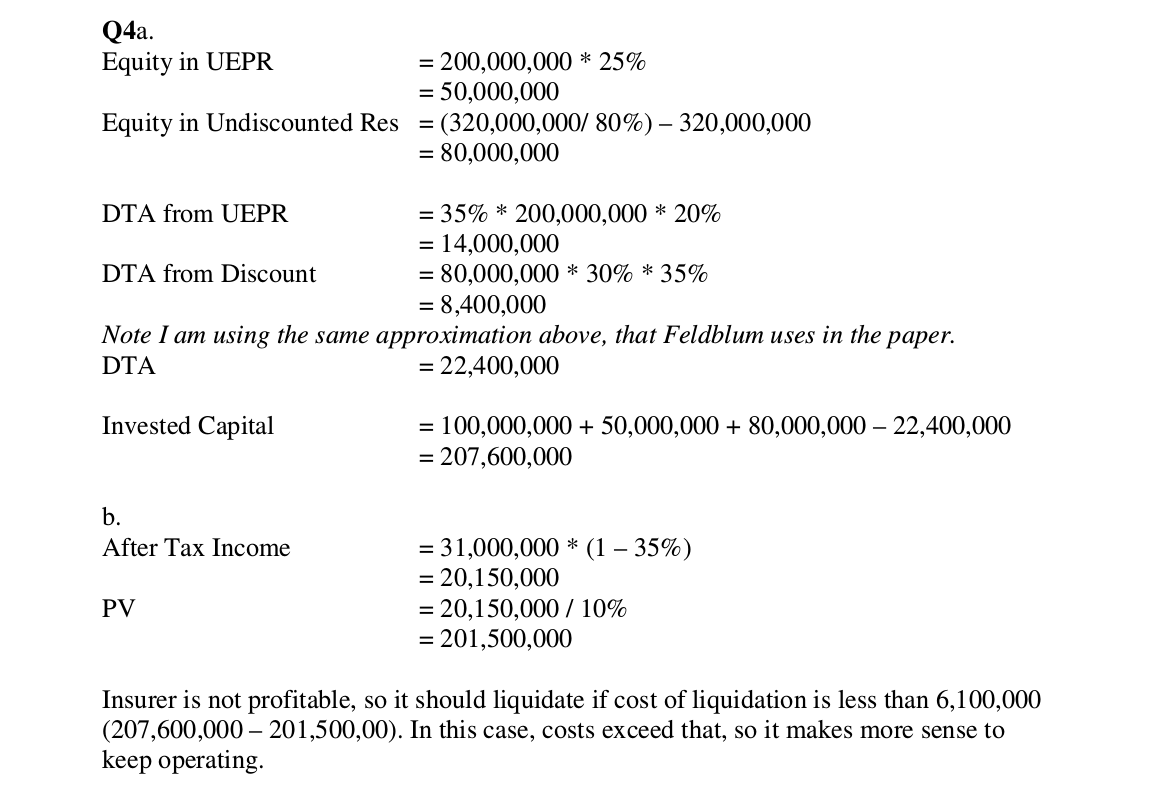 Q4a.
Equity in UEPR = 200,000,000 * 25%
= 50,000,000
Equity in Undiscounted Res = (320,000,000/ 80%) – 320,000,000
= 80,000,000
DTA from UEPR = 35% * 200,000,000 * 20%
= 14,000,000
DTA from Discount = 80,000,000 * 30% * 35%
= 8,400,000
Note I am using the same approximation above, that Feldblum uses in the paper.
DTA = 22,400,000
Invested Capital = 100,000,000 + 50,000,000 + 80,000,000 – 22,400,000
= 207,600,000
b.
After Tax Income = 31,000,000 * (1 – 35%)
= 20,150,000
PV = 20,150,000 / 10%
= 201,500,000
Insurer is not profitable, so it should liquidate if cost of liquidation is less than 6,100,000
(207,600,000 – 201,500,00). In this case, costs exceed that, so it makes more sense to
keep operating.